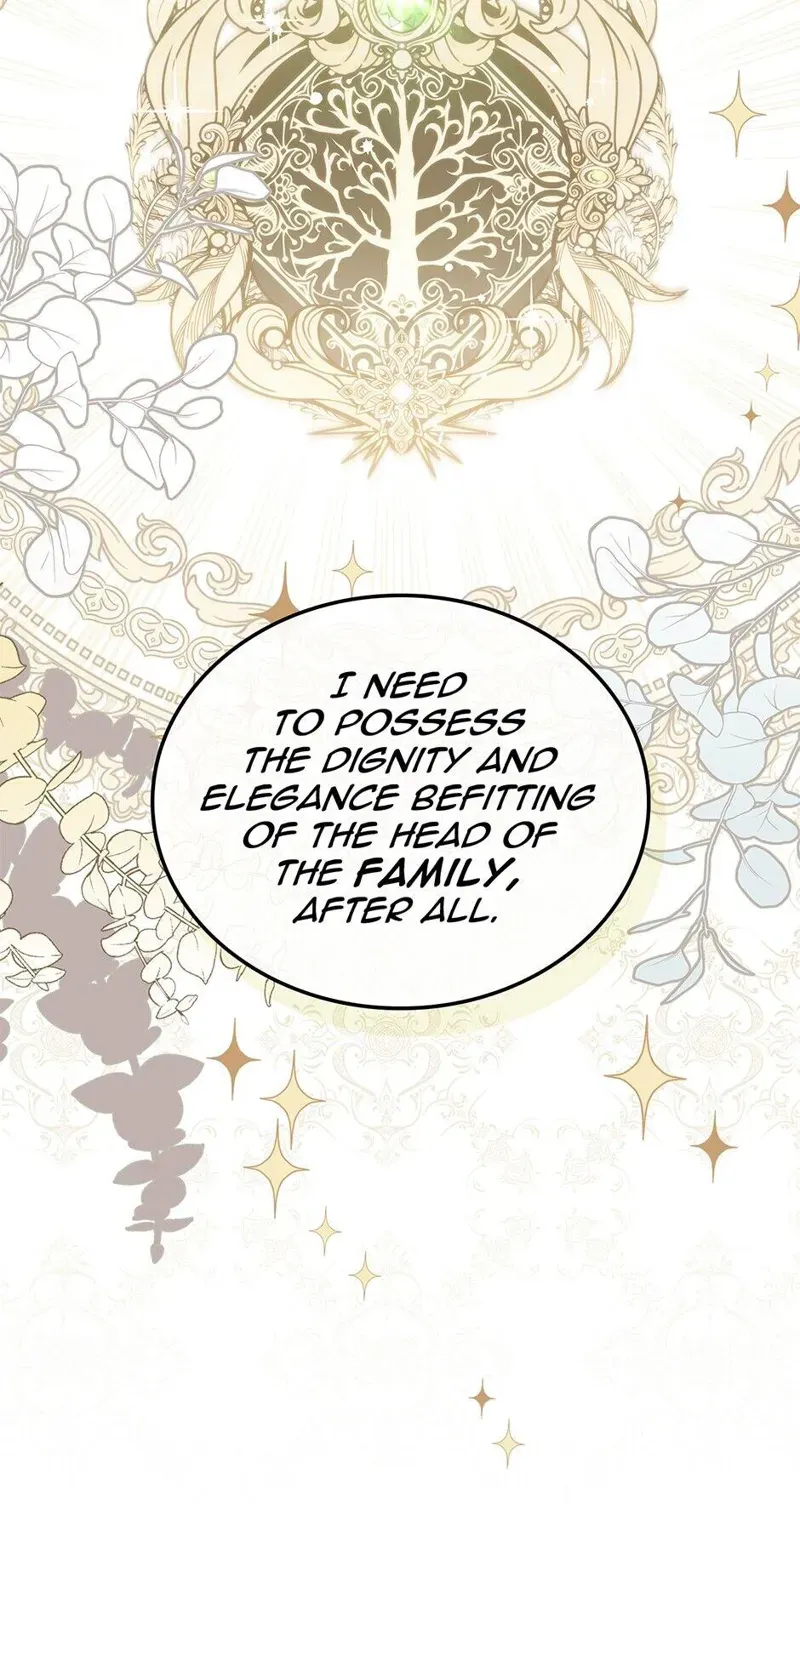 I NEED
TO POSSESS
THE DIGNITY AND
ELEGANCE BEFITTING
OF THE HEAD OF
THE FAMILY,
AFTER ALL.